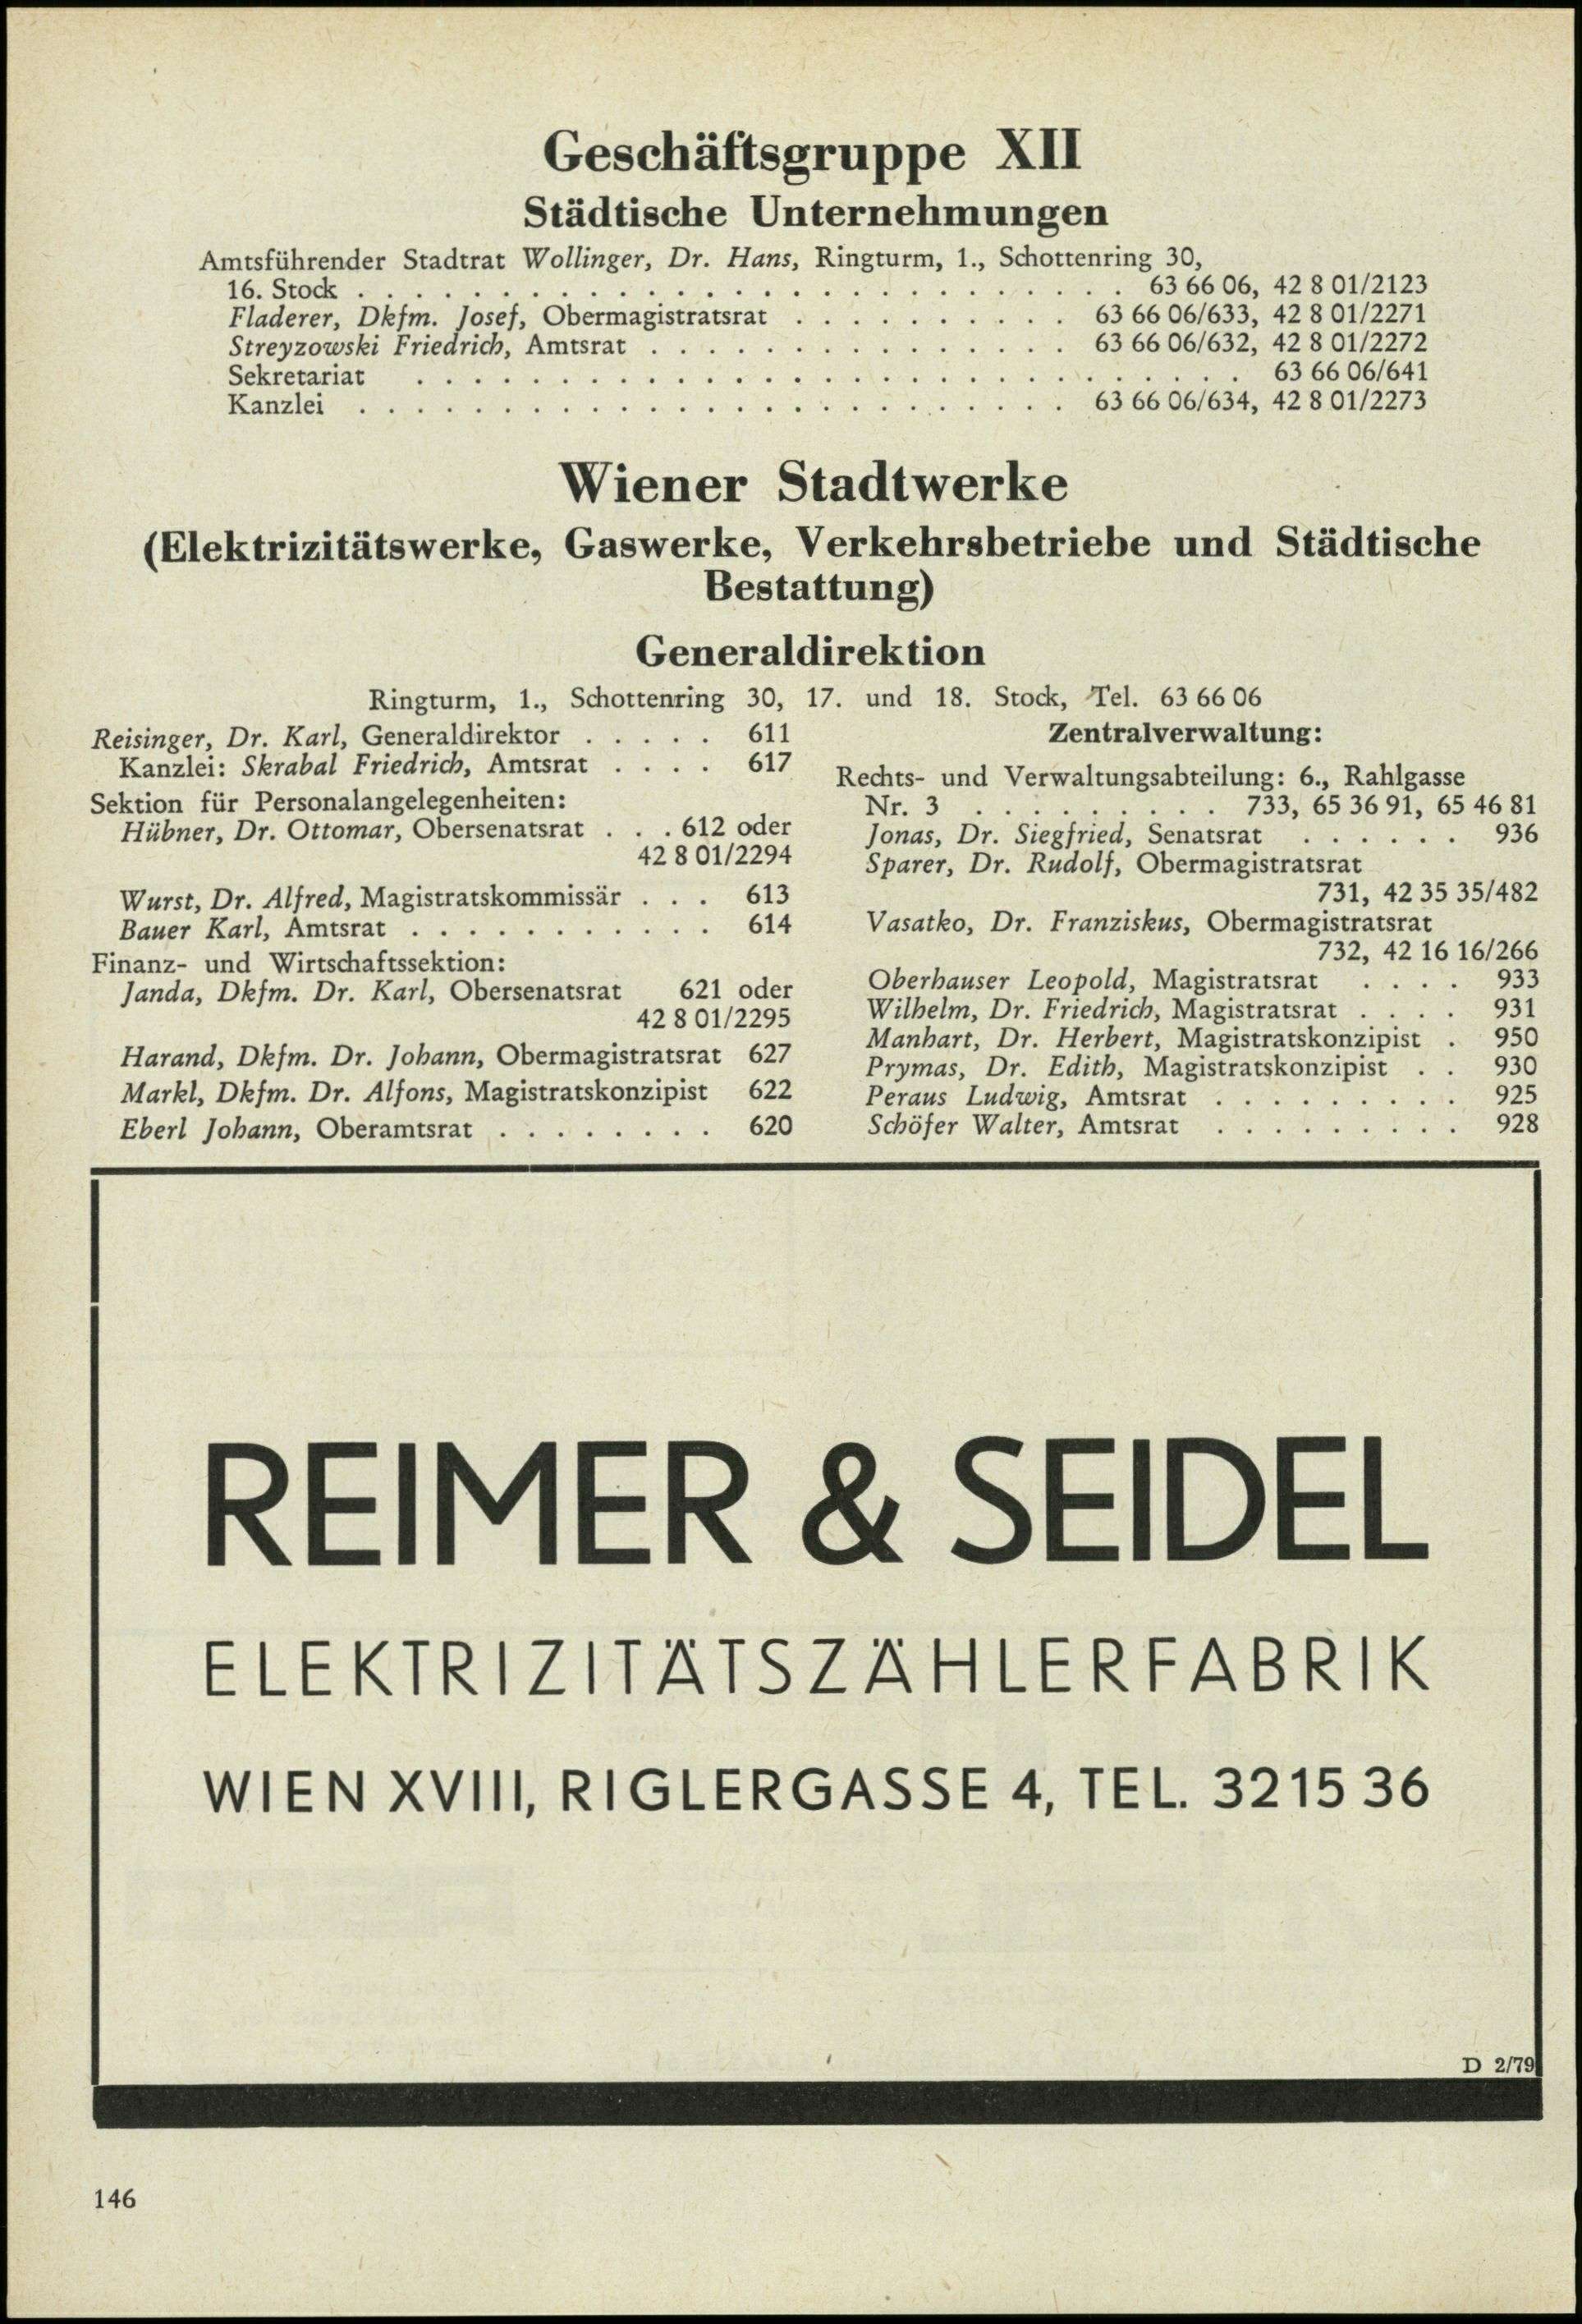 Geschäftsgruppe XII
Städtische Unternehmungen
Amtsführender Stadtrat Wollinger, Dr. Hans, Ringturm, 1., Schottenring 30,
16. Stock . . . . . . . . . . . . . . . . . . . . . . . . . . . 63 66 06, 42 8 01/2123
Fladerer, Dkfm. Josef, Obermagistratsrat . . . . . . . . . . 63 66 06/633, 42 8 01/2271
Streyzowski Friedrich, Amtsrat . . . . . . . . . . . . . . . 63 66 06/632, 42 8 01/2272
Sekretariat . . . . . . . . . . . . . . . . . . . . . . . . . . . . . 63 66 06/641
Kanzlei . . . . . . . . . . . . . . . . . . . . . . . . . 63 66 06/634, 42 8 01/2273
Wiener Stadtwerke
(Elektrizitätswerke, Gaswerke, Verkehrsbetriebe und Städtische
Bestattung)
Generaldirektion
Ringturm, 1., Schottenring 30, 17. und 18. Stock, Tel. 63 66 06
Reisinger, Dr. Karl, Generaldirektor . . . . . 611
Kanzlei: Skrabal Friedrich, Amtsrat . . . . 617
Sektion für Personalangelegenheiten:
Hübner, Dr. Ottomar, Obersenatsrat . . . 612 oder
42 8 01/2294
Wurst, Dr. Alfred, Magistratskommissär . . . 613
Bauer Karl, Amtsrat . . . . . . . . . . . 614
Finanz- und Wirtschaftssektion:
Janda, Dkfm. Dr. Karl, Obersenatsrat 621 oder
42 8 01/2295
Harand, Dkfm. Dr. Johann, Obermagistratsrat 627
Markl, Dkfm. Dr. Alfons, Magistratskonzipist 622
Eberl Johann, Oberamtsrat . . . . . . . . 620
Zentralverwaltung:
Rechts- und Verwaltungsabteilung: 6., Rahlgasse
Nr. 3 . . . . . . . . . 733, 65 36 91, 65 46 81
Jonas, Dr. Siegfried, Senatsrat . . . . . . 936
Sparer, Dr. Rudolf, Obermagistratsrat
731, 42 35 35/482
Vasatko, Dr. Franziskus, Obermagistratsrat
732, 42 16 16/266
Oberhauser Leopold, Magistratsrat . . . . 933
Wilhelm, Dr. Friedrich, Magistratsrat . . . . 931
Manhart, Dr. Herbert, Magistratskonzipist . 950
Prymas, Dr. Edith, Magistratskonzipist . . 930
Peraus Ludwig, Amtsrat . . . . . . . . . 925
Schöfer Walter, Amtsrat . . . . . . . . . 928
REIMER & SEIDEL
ELEKTRIZITÄTSZÄHLERFABRIK
WIEN XVIII, RIGLERGASSE 4, TEL. 32 15 36
D 2/79
146